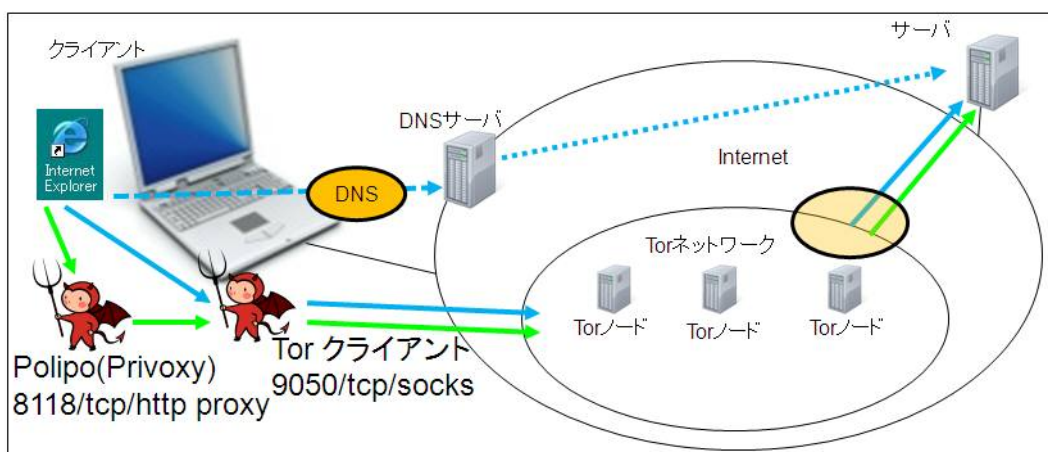 クライアント
サーバ
DNSサーバ
Internet
Internet
Explorer
DNS
Torネットワーク
Torノード
Torノード
Torノード
Tor クライアント
9050/tcp/socks
Polipo(Privoxy)
8118/tcp/http proxy